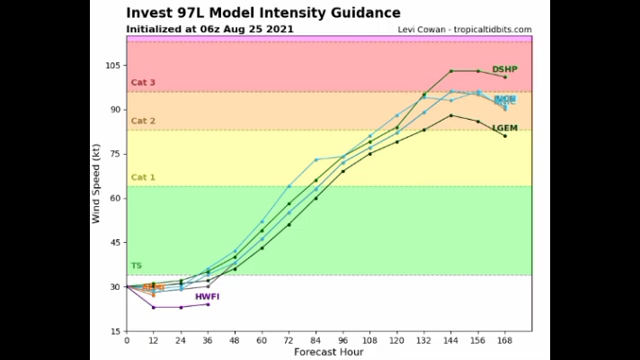 Invest 97L Model Intensity Guidance
Initialized at 06z Aug 25 2021
Levi Cowan - tropicaltidbits.com
105
90
75
60
45
30
15
Wind Speed (kt)
Cat 3
Cat 2
Cat 1
TS
DSHP
LGEM
HWFI
0 12 24 36 48 60 72 84 96 108 120 132 144 156 168
Forecast Hour